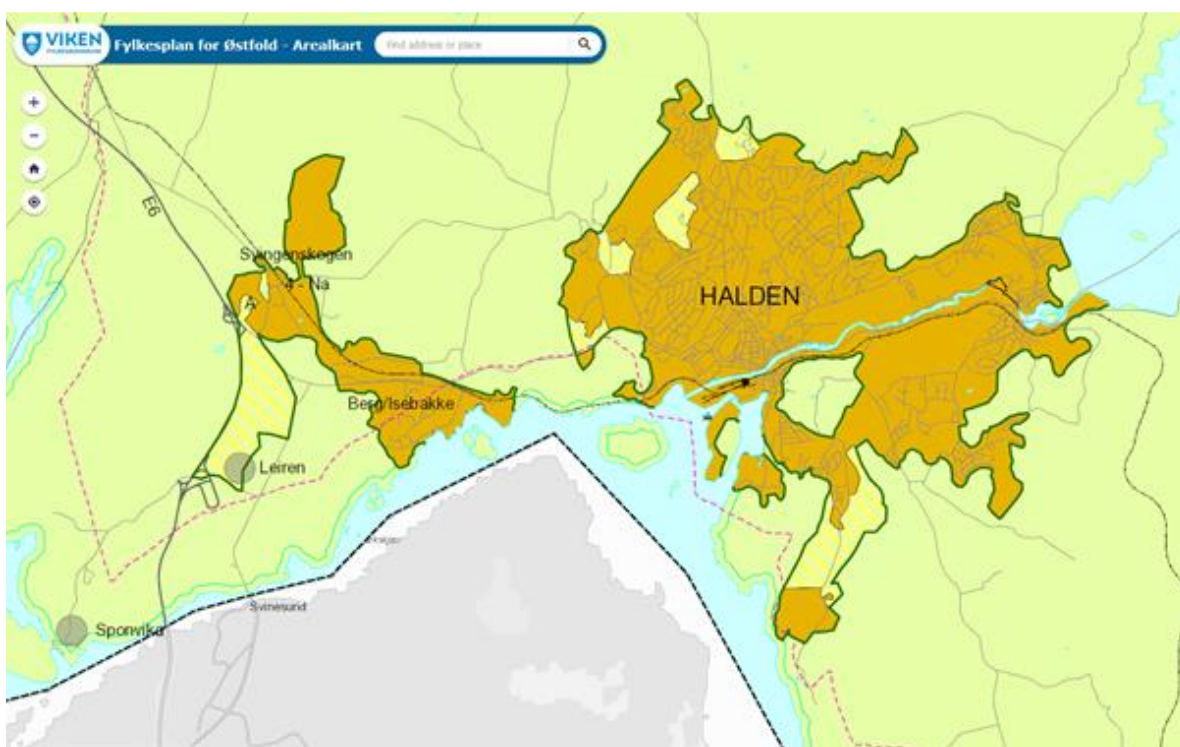 VIKEN
FYLKESKOMMUNE
Fylkesplan for Østfold - Arealkart
Find address or place
E6
Svingenskogen
4 - Na
HALDEN
Berg/Isebakke
Leiren
Svinesund
Sponvika